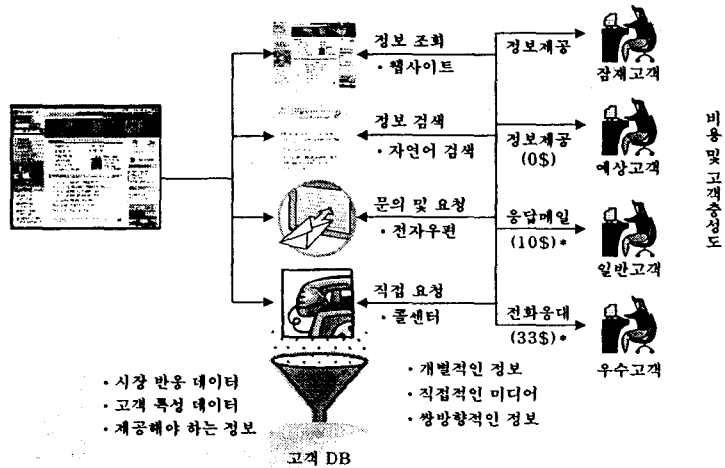 정보 조회
· 웹사이트
정보제공
잠재고객
정보 검색
· 자연어 검색
정보제공
(0$)
예상고객
문의 및 요청
· 전자우편
응답메일
(10$)*
일반고객
직접 요청
· 콜센터
전화응대
(33$)*
우수고객
비용 및 고객충성도
· 시장 반응 데이터
· 고객 특성 데이터
· 제공해야 하는 정보
· 개별적인 정보
· 직접적인 미디어
· 쌍방향적인 정보
고객 DB